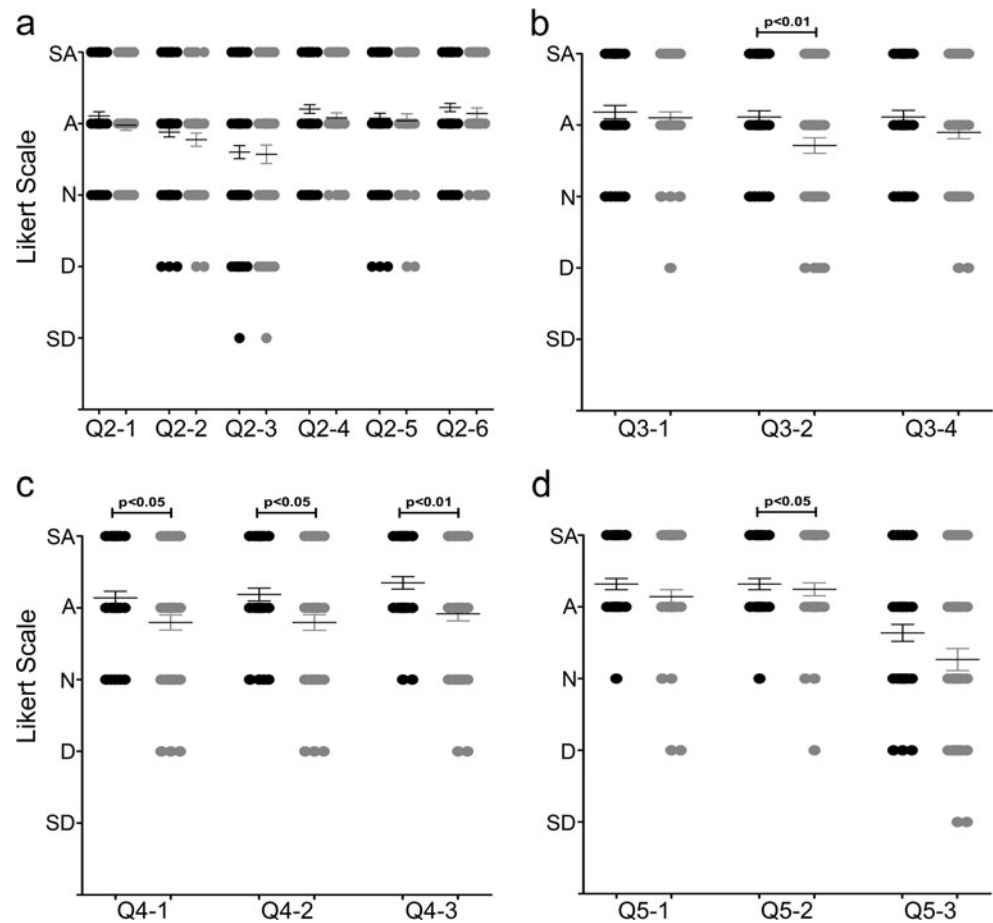 a
SA
A
N
D
SD
Likert Scale
Q2-1 Q2-2 Q2-3 Q2-4 Q2-5 Q2-6
b
p<0.01
SA
A
N
D
SD
Q3-1 Q3-2 Q3-4
c
p<0.05 p<0.05 p<0.01
SA
A
N
D
SD
Likert Scale
Q4-1 Q4-2 Q4-3
d
p<0.05
SA
A
N
D
SD
Q5-1 Q5-2 Q5-3